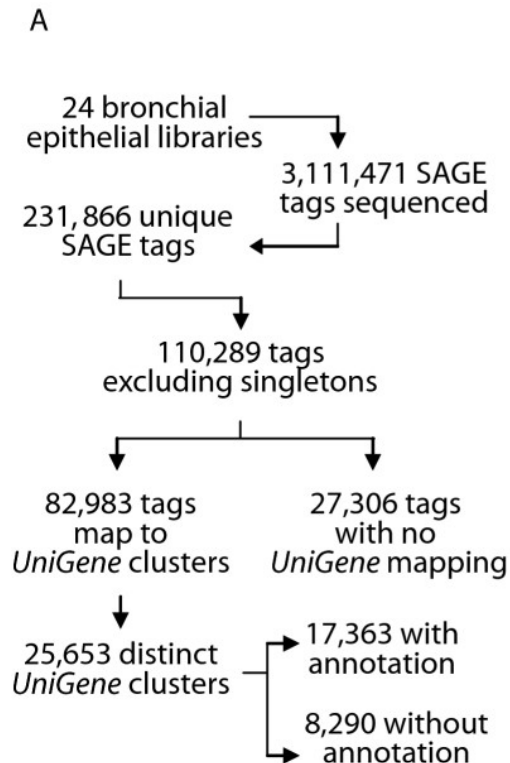 A
24 bronchial
epithelial libraries
3,111,471 SAGE
tags sequenced
231,866 unique
SAGE tags
110,289 tags
excluding singletons
82,983 tags
map to
UniGene clusters
27,306 tags
with no
UniGene mapping
25,653 distinct
UniGene clusters
17,363 with
annotation
8,290 without
annotation